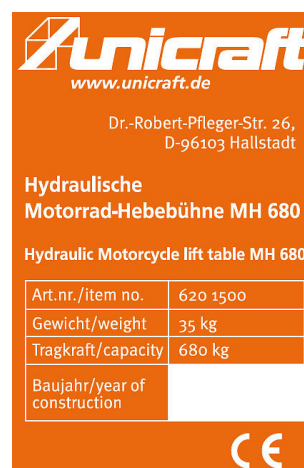 unicraft
www.unicraft.de
Dr.-Robert-Pfleger-Str. 26,
D-96103 Hallstadt
Hydraulische
Motorrad-Hebebühne MH 680
Hydraulic Motorcycle lift table MH 680
Art.nr./item no. 620 1500
Gewicht/weight 35 kg
Tragkraft/capacity 680 kg
Baujahr/year of
construction
CE